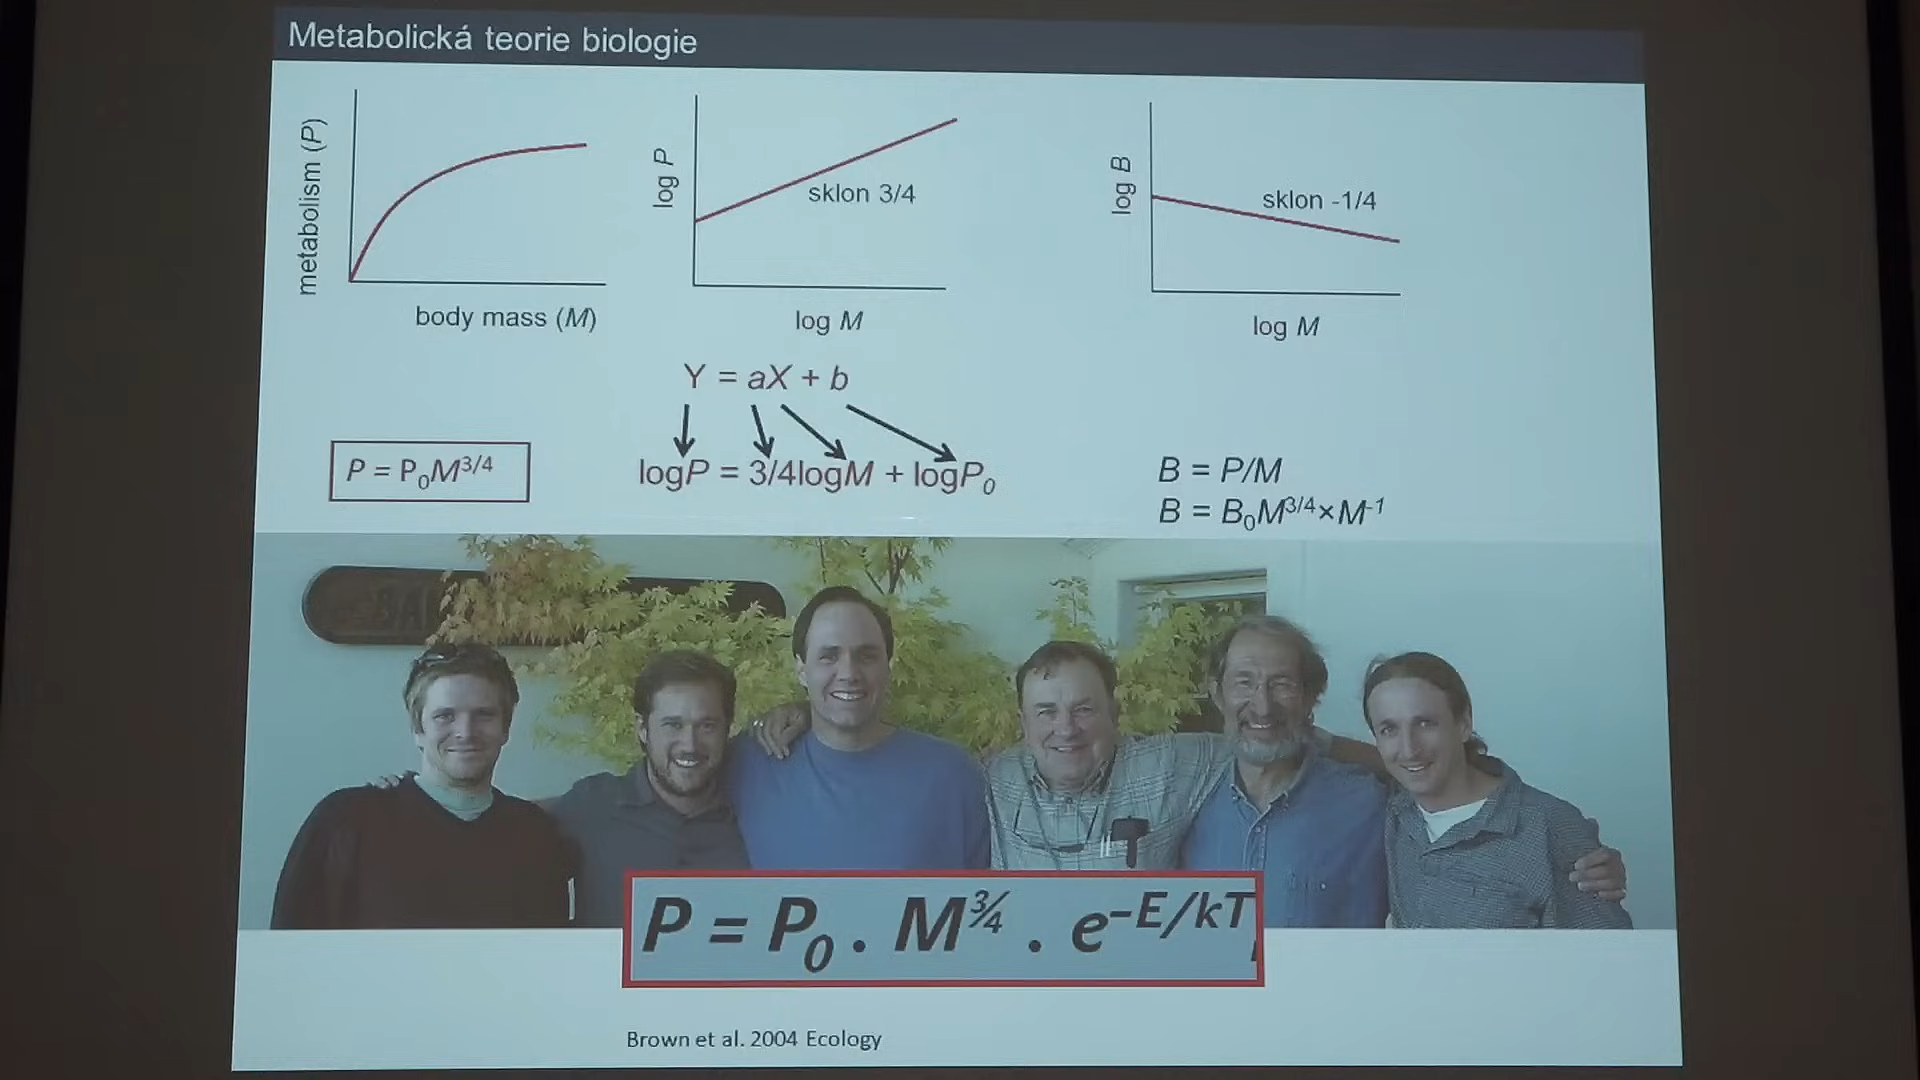 Metabolická teorie biologie
metabolism (P)
body mass (M)
log P
sklon 3/4
log M
log B
sklon -1/4
log M
Y = aX + b
P = P₀M³/⁴
logP = 3/4logM + logP₀
B = P/M
B = B₀M³/⁴×M⁻¹
P = P₀ . M¾ . e⁻ᴱ/ᵏᵀ
Brown et al. 2004 Ecology